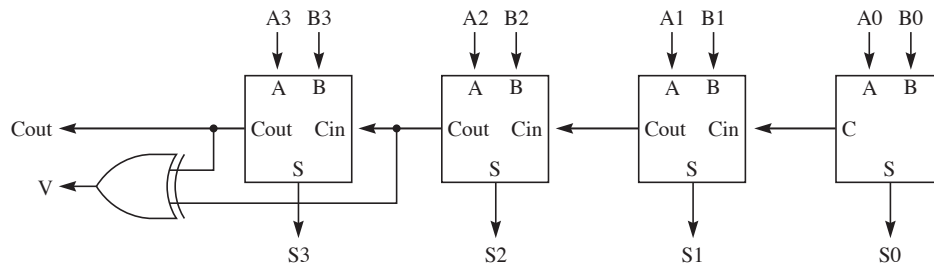 A3 B3 A2 B2 A1 B1 A0 B0
A B A B A B A B
Cout Cout Cin Cout Cin Cout Cin C
S S S S
V
S3 S2 S1 S0